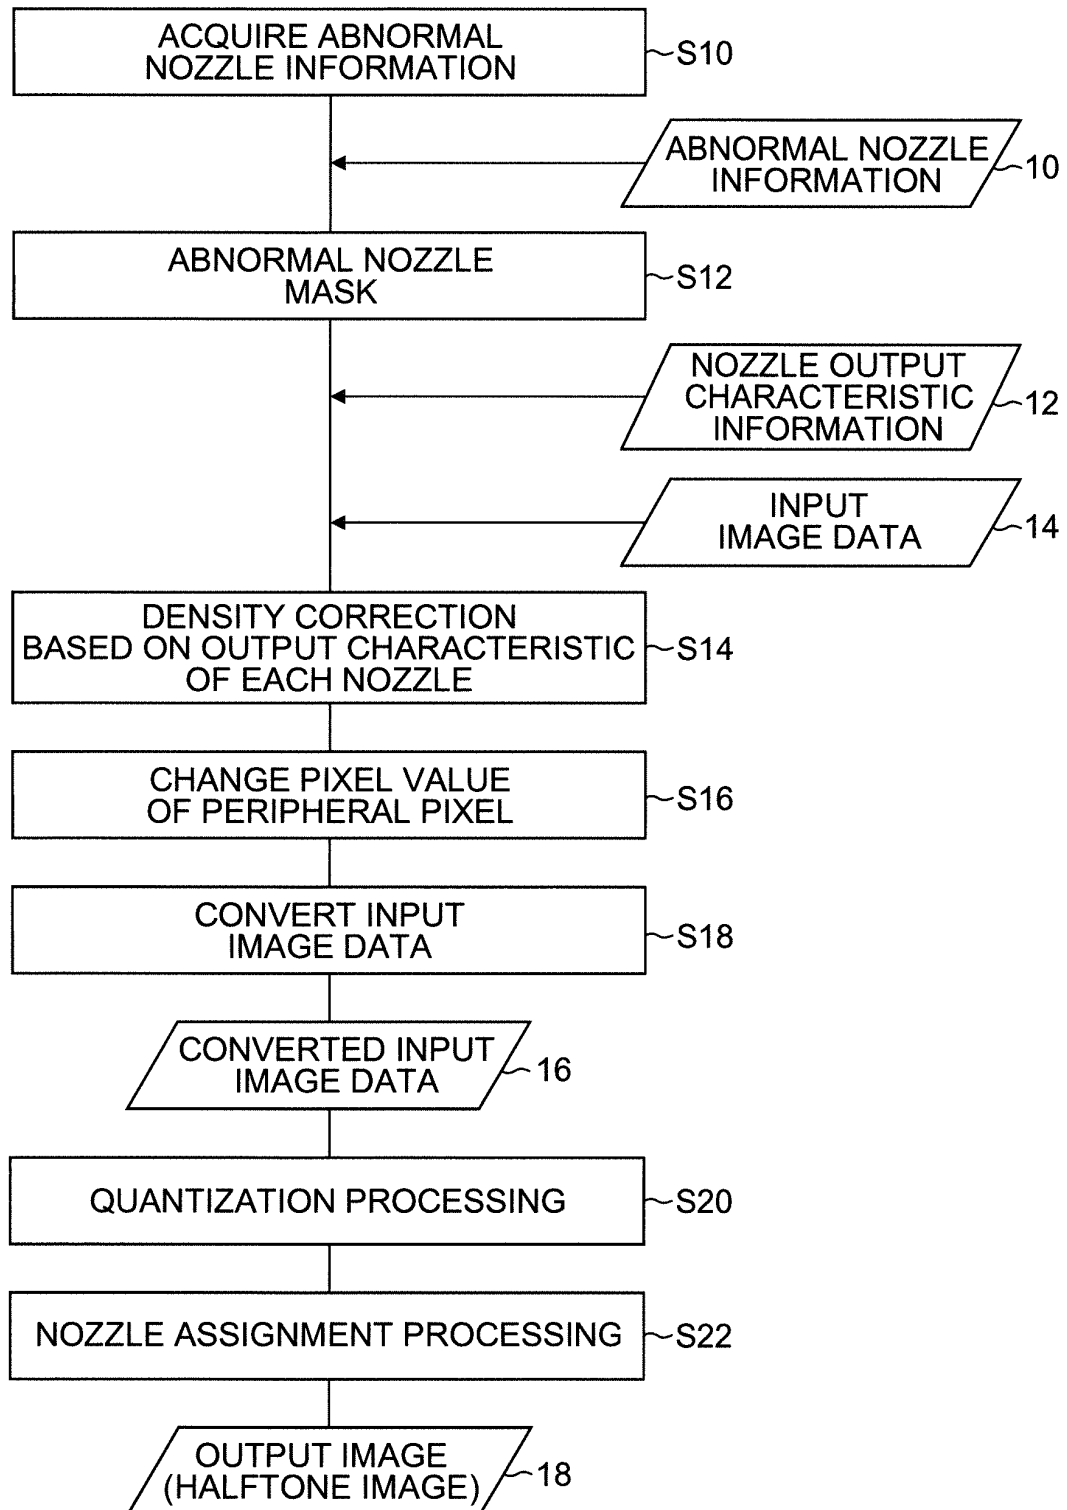 ACQUIRE ABNORMAL
NOZZLE INFORMATION
S10
ABNORMAL NOZZLE
INFORMATION
10
ABNORMAL NOZZLE
MASK
S12
NOZZLE OUTPUT
CHARACTERISTIC
INFORMATION
12
INPUT
IMAGE DATA
14
DENSITY CORRECTION
BASED ON OUTPUT CHARACTERISTIC
OF EACH NOZZLE
S14
CHANGE PIXEL VALUE
OF PERIPHERAL PIXEL
S16
CONVERT INPUT
IMAGE DATA
S18
CONVERTED INPUT
IMAGE DATA
16
QUANTIZATION PROCESSING
S20
NOZZLE ASSIGNMENT PROCESSING
S22
OUTPUT IMAGE
(HALFTONE IMAGE)
18